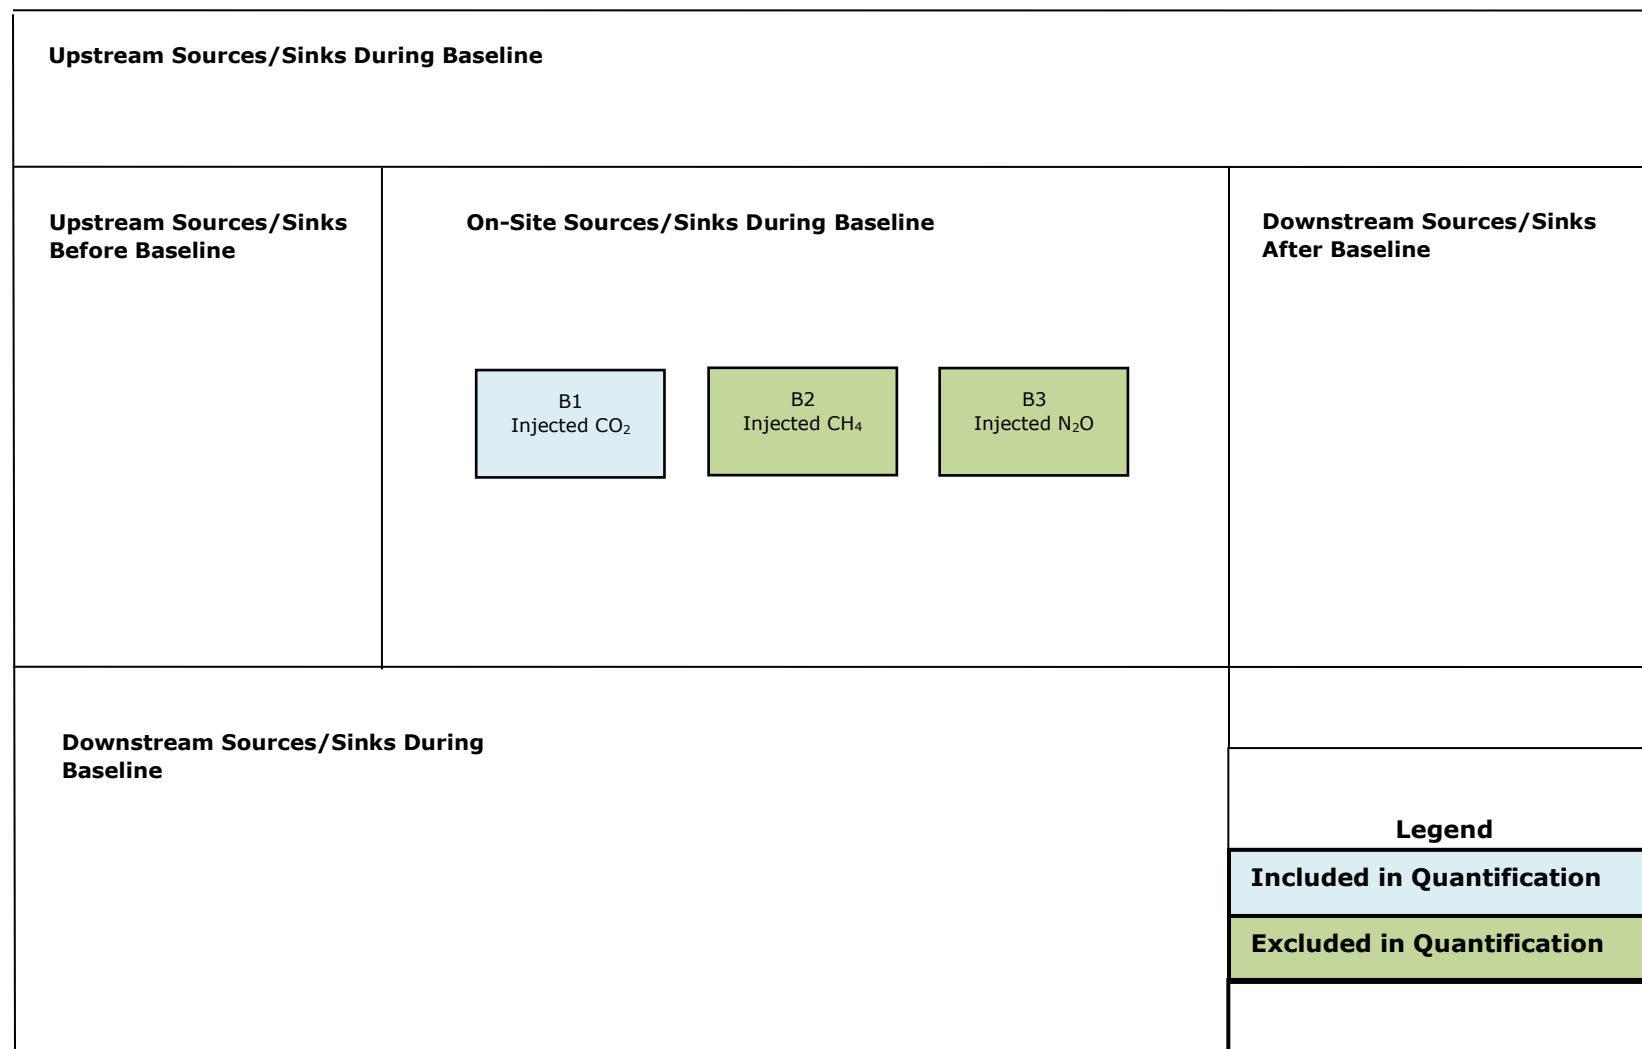 Upstream Sources/Sinks During Baseline
Upstream Sources/Sinks
Before Baseline
On-Site Sources/Sinks During Baseline
Downstream Sources/Sinks
After Baseline
B1
Injected CO₂
B2
Injected CH₄
B3
Injected N₂O
Downstream Sources/Sinks During
Baseline
Legend
Included in Quantification
Excluded in Quantification